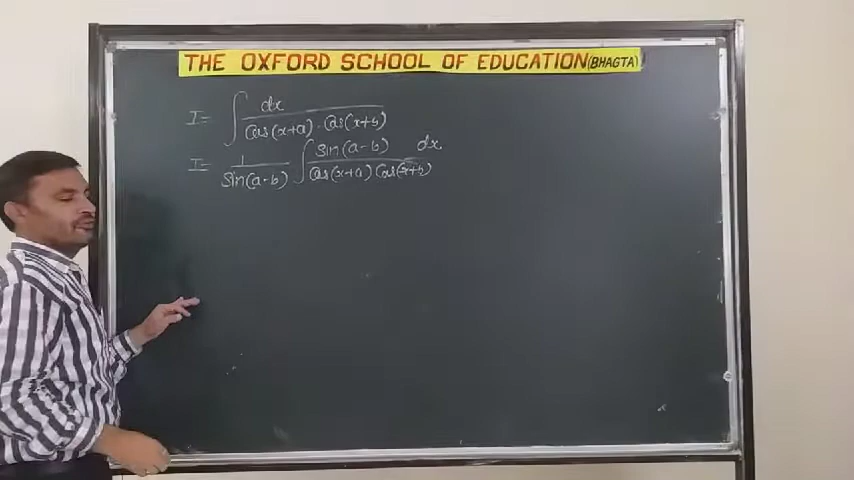 THE OXFORD SCHOOL OF EDUCATION (BHAGTA)
I = ∫ dx / Cos(x+a) · Cos(x+b)
I = 1 / Sin(a-b) ∫ Sin(a-b) / Cos(x+a) Cos(x+b) dx